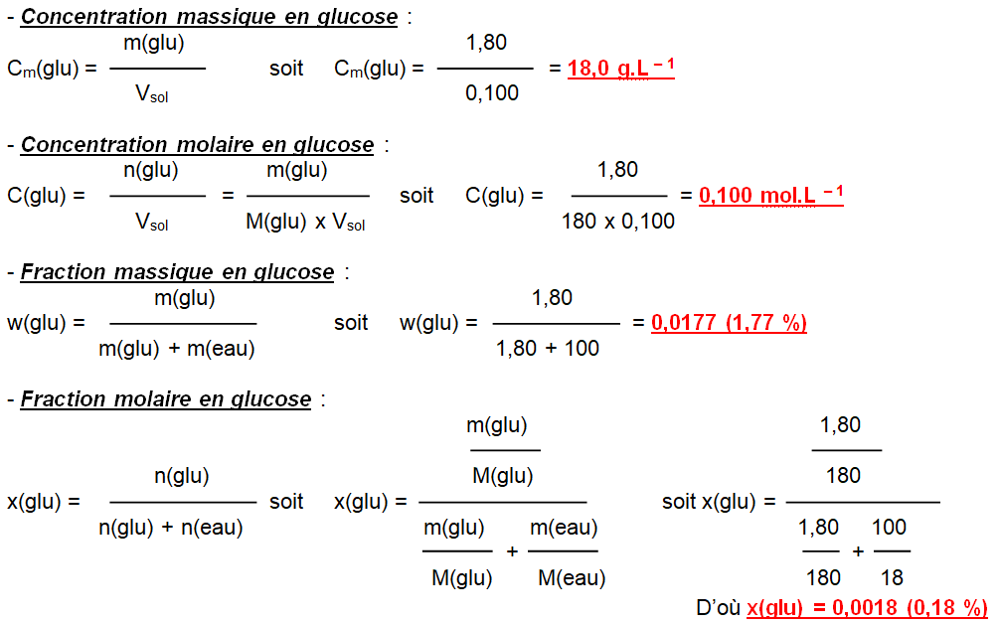 - Concentration massique en glucose :
m(glu) 1,80
Cm(glu) = soit Cm(glu) = = 18,0 g.L – 1
Vsol 0,100
- Concentration molaire en glucose :
n(glu) m(glu) 1,80
C(glu) = = soit C(glu) = = 0,100 mol.L – 1
Vsol M(glu) x Vsol 180 x 0,100
- Fraction massique en glucose :
m(glu) 1,80
w(glu) = soit w(glu) = = 0,0177 (1,77 %)
m(glu) + m(eau) 1,80 + 100
- Fraction molaire en glucose :
m(glu) 1,80
n(glu) M(glu) 180
x(glu) = soit x(glu) = soit x(glu) =
n(glu) + n(eau) m(glu) m(eau) 1,80 100
+ +
M(glu) M(eau) 180 18
D’où x(glu) = 0,0018 (0,18 %)